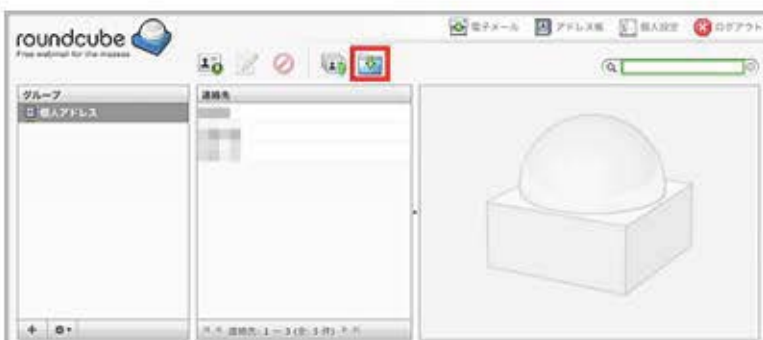 roundcube
Free webmail for the masses
電子メール
アドレス帳
個人設定
ログアウト
グループ
個人アドレス
連絡先
連絡先: 1 – 3 (全: 3 件)